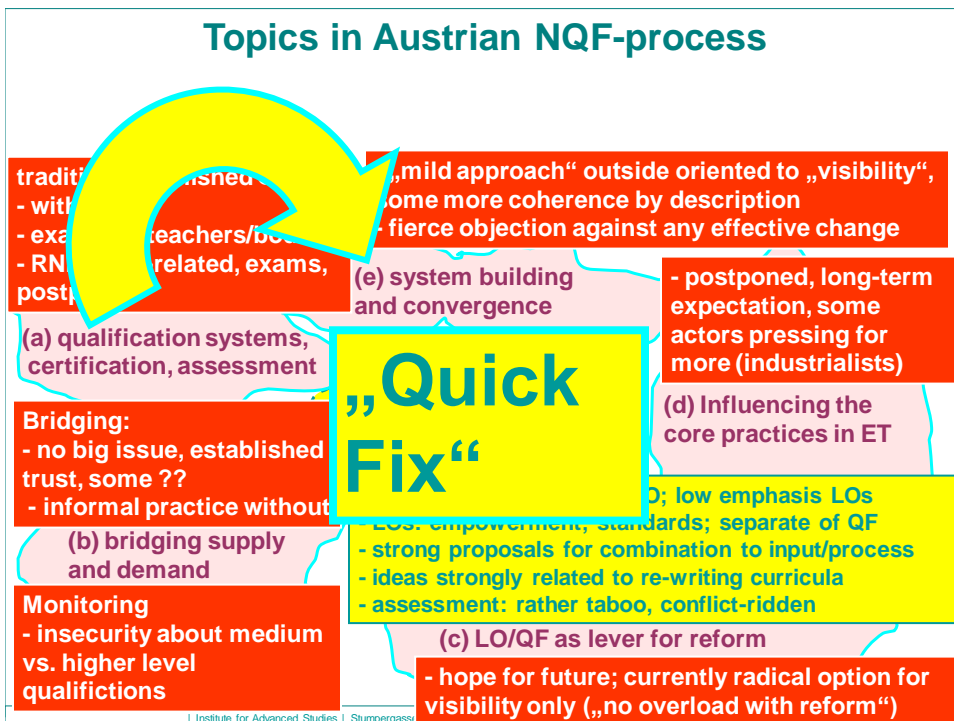 Topics in Austrian NQF-process
traditi lished
- with
- exa teachers/bo
- RN related, exams,
postp
„mild approach“ outside oriented to „visibility“,
some more coherence by description
- fierce objection against any effective change
(e) system building
and convergence
- postponed, long-term
expectation, some
actors pressing for
more (industrialists)
(a) qualification systems,
certification, assessment
„Quick
Fix“
(d) Influencing the
core practices in ET
Bridging:
- no big issue, established
trust, some ??
- informal practice without
(b) bridging supply
and demand
O; low emphasis LOs
- LOs: empowerment, standards; separate of QF
- strong proposals for combination to input/process
- ideas strongly related to re-writing curricula
- assessment: rather taboo, conflict-ridden
Monitoring
- insecurity about medium
vs. higher level
qualifictions
(c) LO/QF as lever for reform
- hope for future; currently radical option for
visibility only („no overload with reform“)
| Institute for Advanced Studies | Stumpergasse